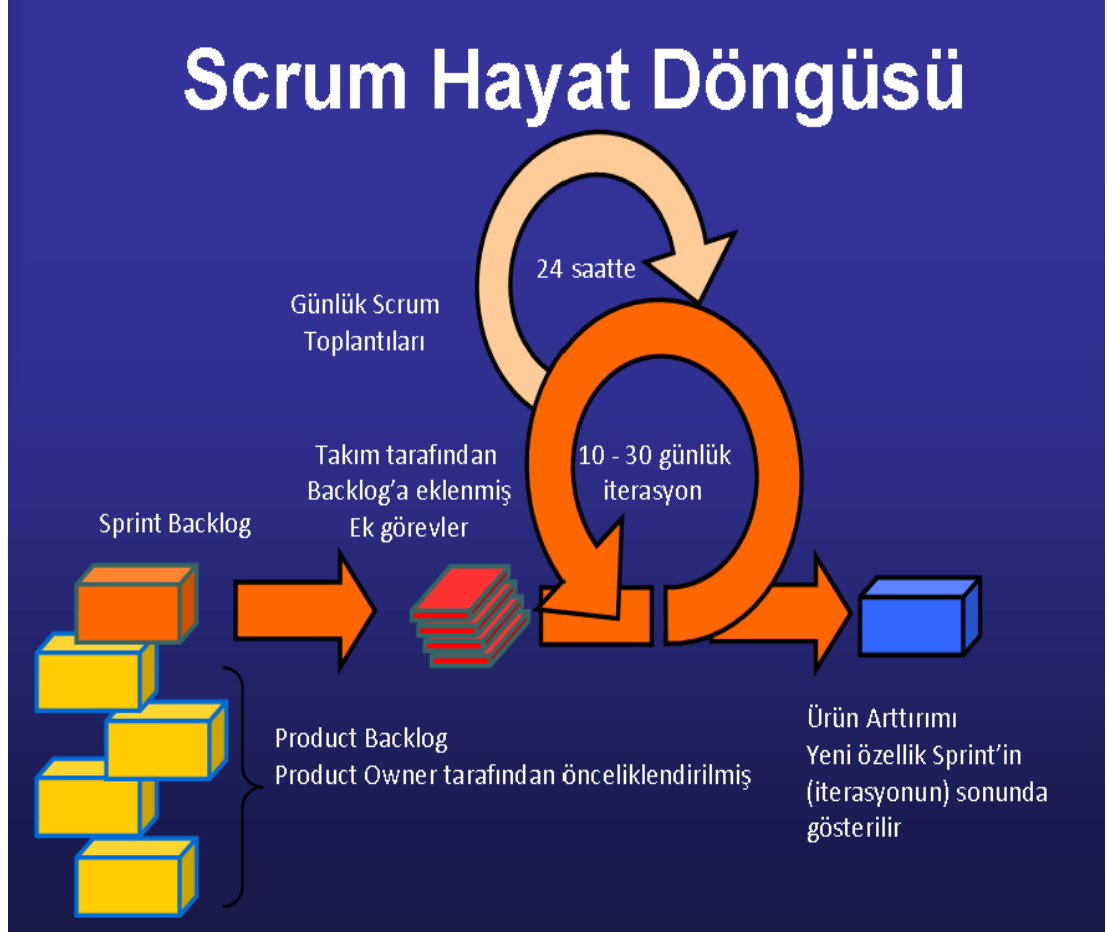 Scrum Hayat Döngüsü
24 saatte
Günlük Scrum
Toplantıları
Takım tarafından
Backlog'a eklenmiş
Ek görevler
10 - 30 günlük
iterasyon
Sprint Backlog
Product Backlog
Product Owner tarafından önceliklendirilmiş
Ürün Arttırımı
Yeni özellik Sprint'in
(iterasyonun) sonunda
gösterilir